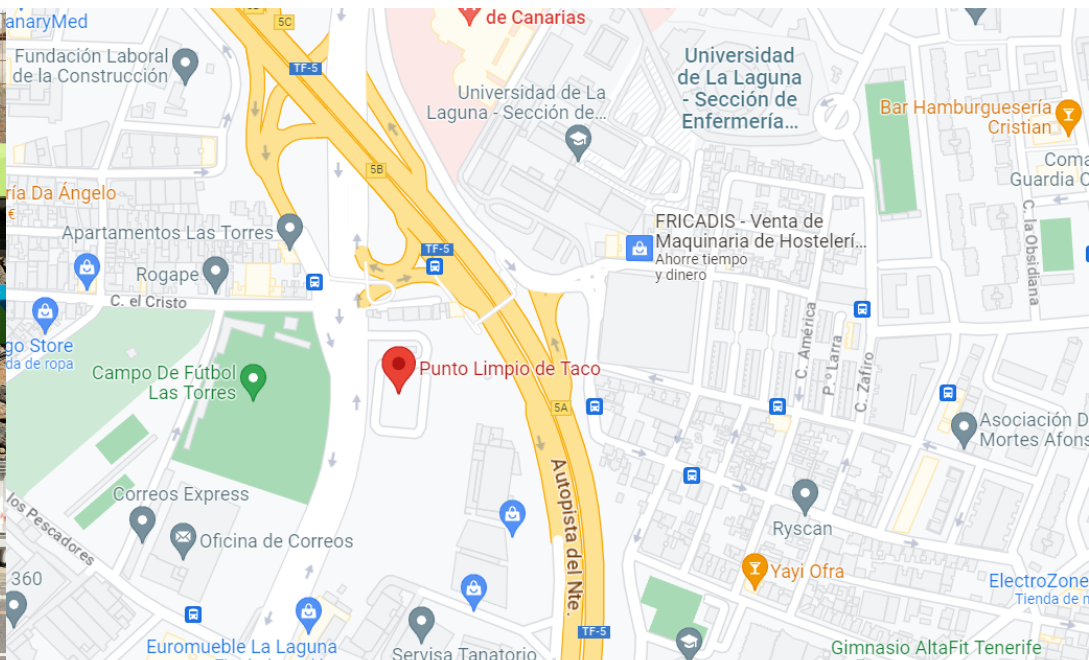 anaryMed
5C
5C
de Canarias
Fundación Laboral
de la Construcción
TF-5
Universidad
de La Laguna
- Sección de
Enfermería...
Universidad de La
Laguna - Sección de...
Bar Hamburguesería
Cristian
5B
Coma
Guardia C
ría Da Ángelo
€
Apartamentos Las Torres
TF-5
FRICADIS - Venta de
Maquinaria de Hostelerí...
Ahorre tiempo
y dinero
C. la Obsidiana
Rogape
C. el Cristo
go Store
da de ropa
Campo De Fútbol
Las Torres
Punto Limpio de Taco
C. América
P.º Larra
C. Zafiro
5A
Asociación D
Mortes Afons
Autopista del Nte.
Correos Express
los Pescadores
Oficina de Correos
Ryscan
360
Yayi Ofra
ElectroZone
Tienda de m
Euromueble La Laguna
Servisa Tanatorio
TF-5
Gimnasio AltaFit Tenerife